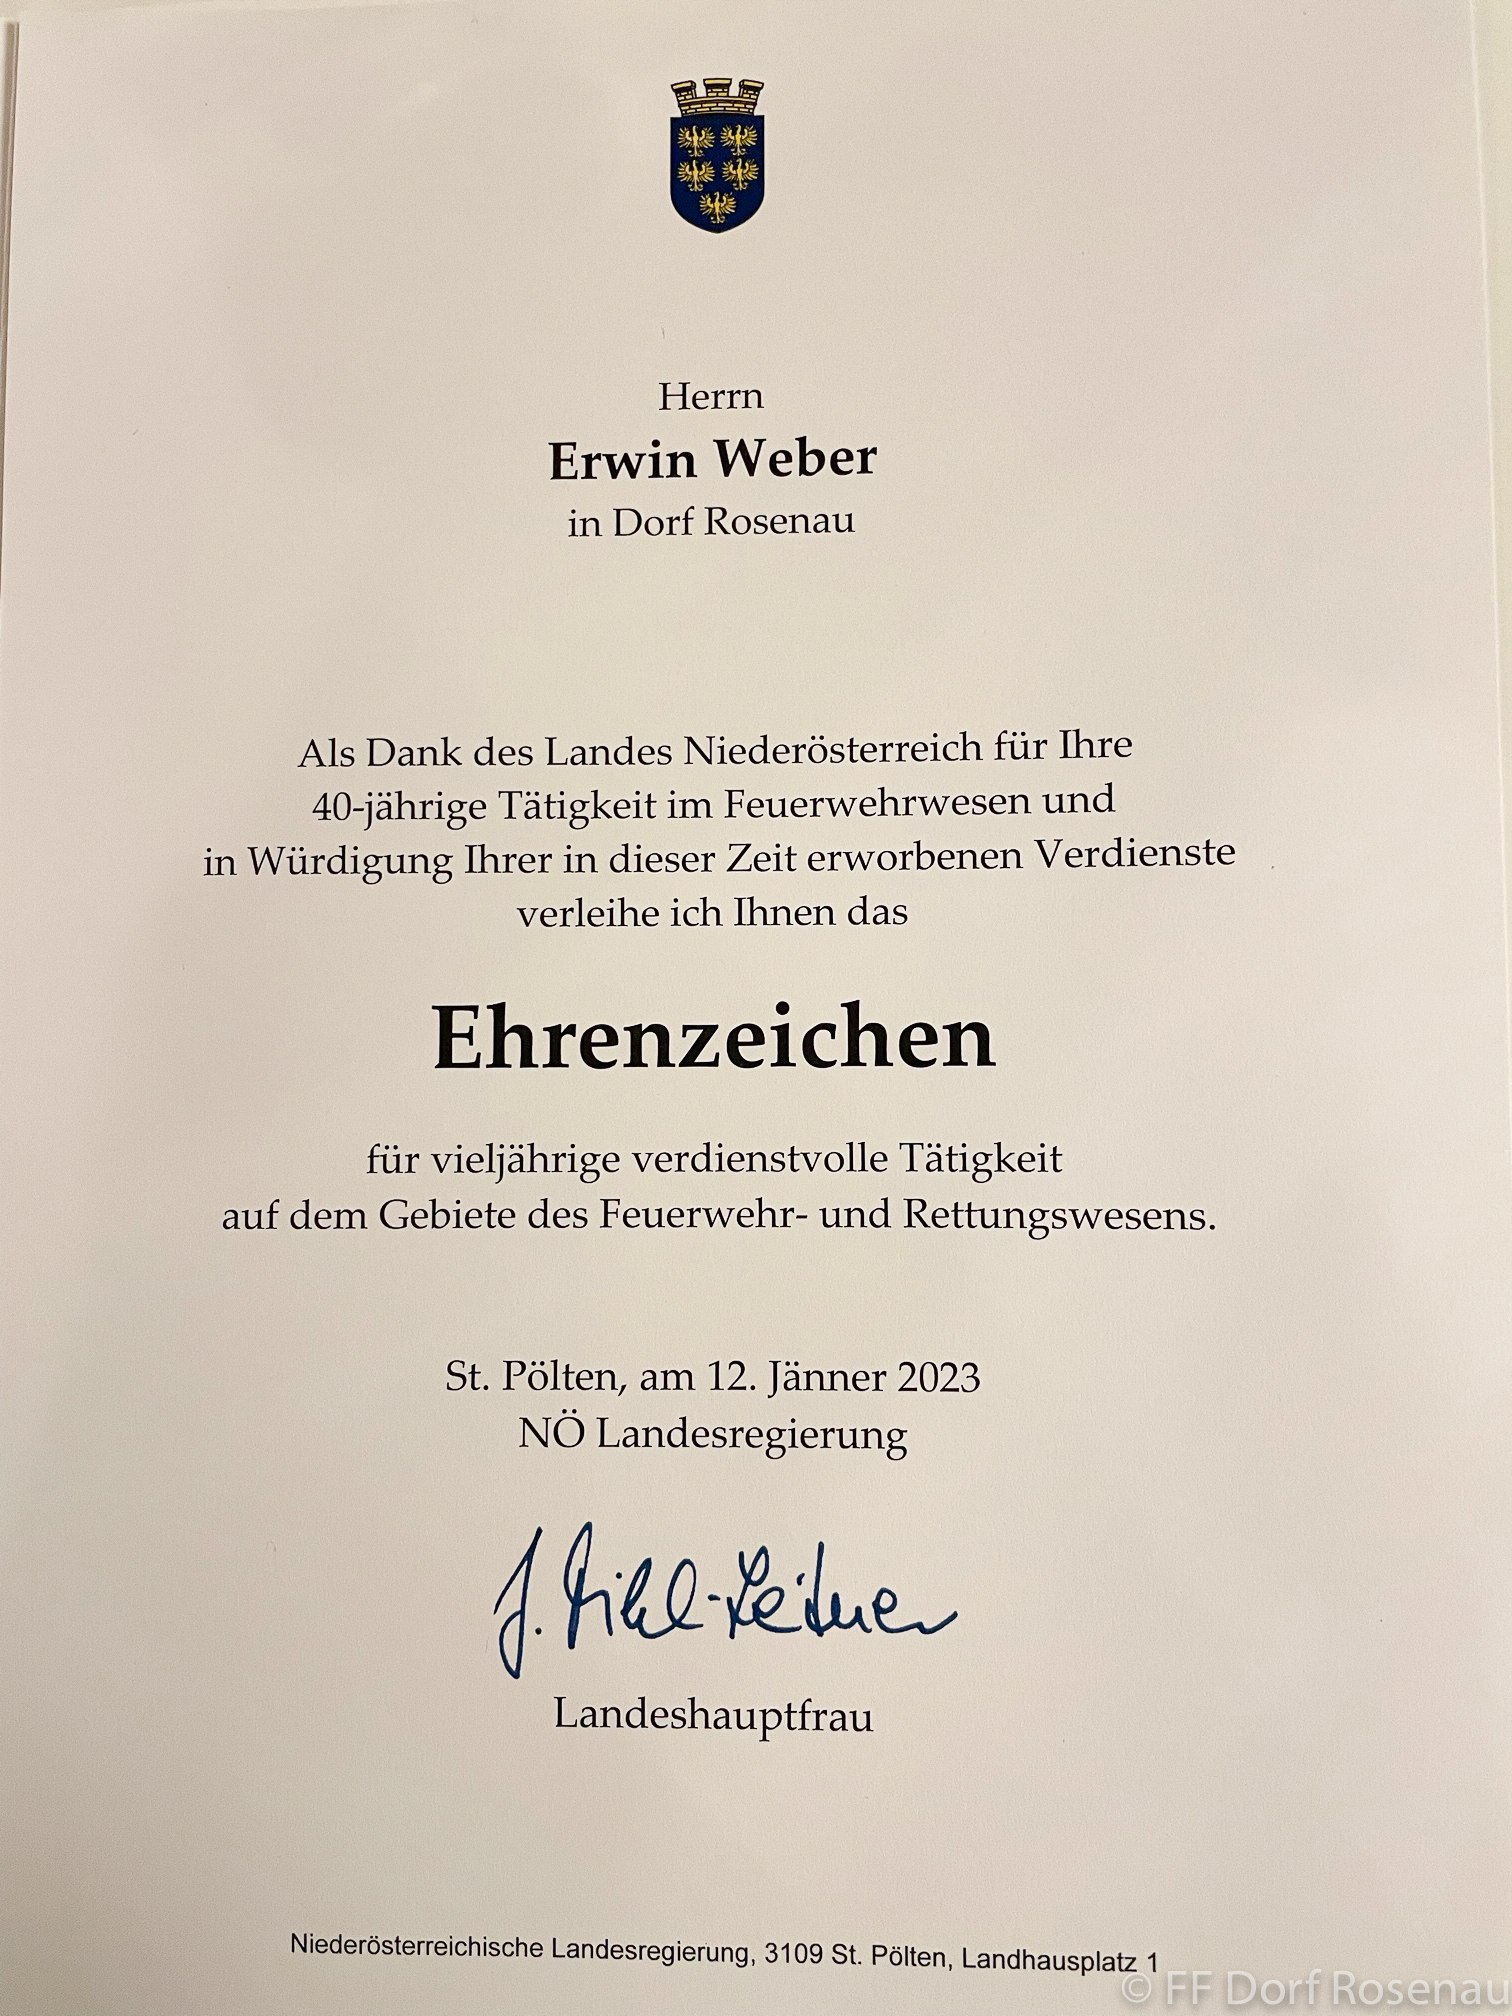 Herrn
Erwin Weber
in Dorf Rosenau
Als Dank des Landes Niederösterreich für Ihre
40-jährige Tätigkeit im Feuerwehrwesen und
in Würdigung Ihrer in dieser Zeit erworbenen Verdienste
verleihe ich Ihnen das
Ehrenzeichen
für vieljährige verdienstvolle Tätigkeit
auf dem Gebiete des Feuerwehr- und Rettungswesens.
St. Pölten, am 12. Jänner 2023
NÖ Landesregierung
J. Mikl-Leitner
Landeshauptfrau
Niederösterreichische Landesregierung, 3109 St. Pölten, Landhausplatz 1
© FF Dorf Rosenau